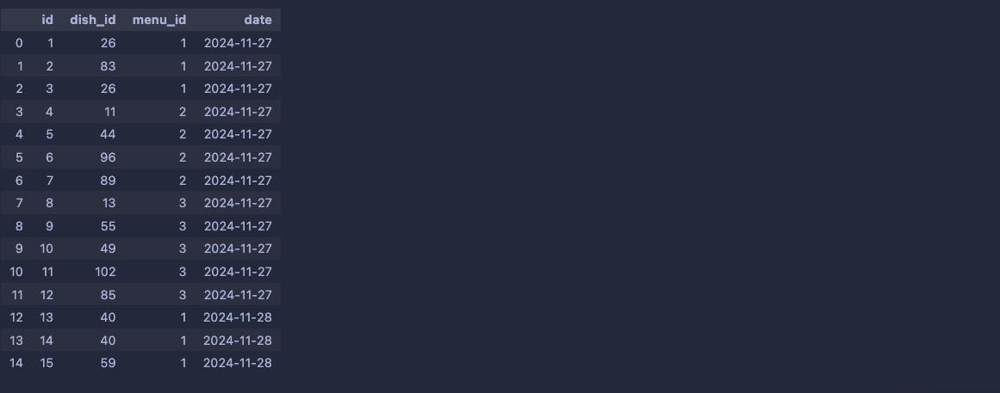 id dish_id menu_id date
0 1 26 1 2024-11-27
1 2 83 1 2024-11-27
2 3 26 1 2024-11-27
3 4 11 2 2024-11-27
4 5 44 2 2024-11-27
5 6 96 2 2024-11-27
6 7 89 2 2024-11-27
7 8 13 3 2024-11-27
8 9 55 3 2024-11-27
9 10 49 3 2024-11-27
10 11 102 3 2024-11-27
11 12 85 3 2024-11-27
12 13 40 1 2024-11-28
13 14 40 1 2024-11-28
14 15 59 1 2024-11-28